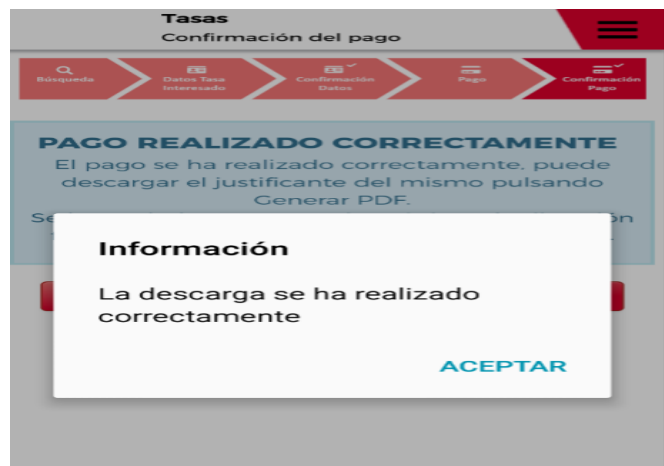 Tasas
Confirmación del pago
Búsqueda
Datos Tasa
Interesado
Confirmación
Datos
Pago
Confirmación
Pago
PAGO REALIZADO CORRECTAMENTE
El pago se ha realizado correctamente, puede
descargar el justificante del mismo pulsando
Generar PDF.
Información
La descarga se ha realizado
correctamente
ACEPTAR